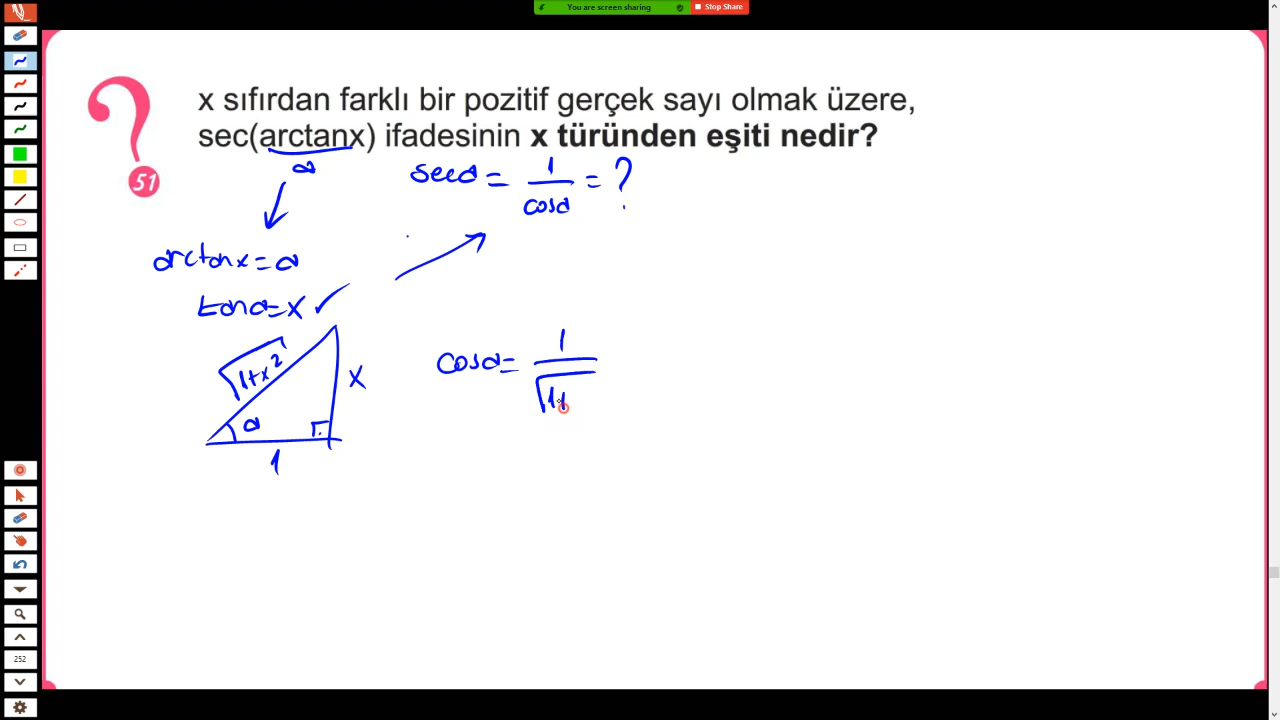 You are screen sharing
Stop Share
x sıfırdan farklı bir pozitif gerçek sayı olmak üzere,
sec(arctanx) ifadesinin x türünden eşiti nedir?
51
α
secα = 1/cosα = ?
arctanx = α
tanα = x ✓
√1+x²
x
α
1
cosα = 1/√1+
252